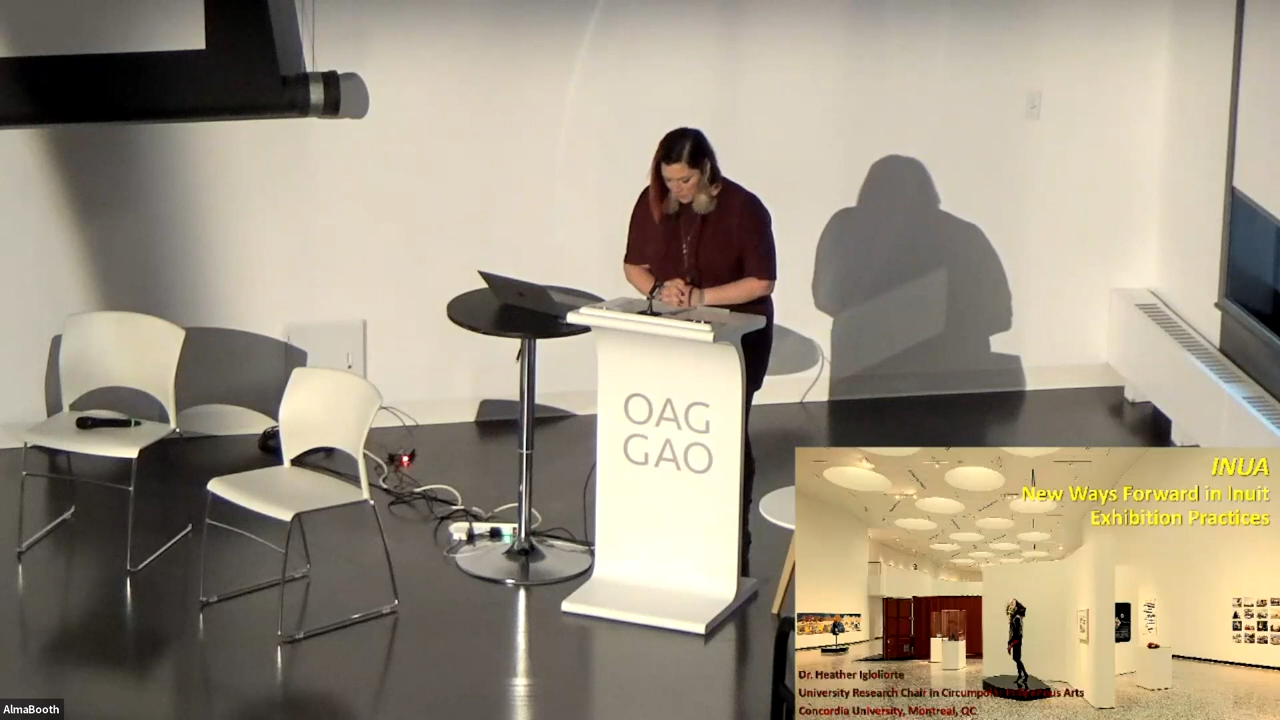 OAG
GAO
INUA
New Ways Forward in Inuit
Exhibition Practices
Dr. Heather Igloliorte
University Research Chair in Circumpolar Indigenous Arts
Concordia University, Montreal, QC
AlmaBooth